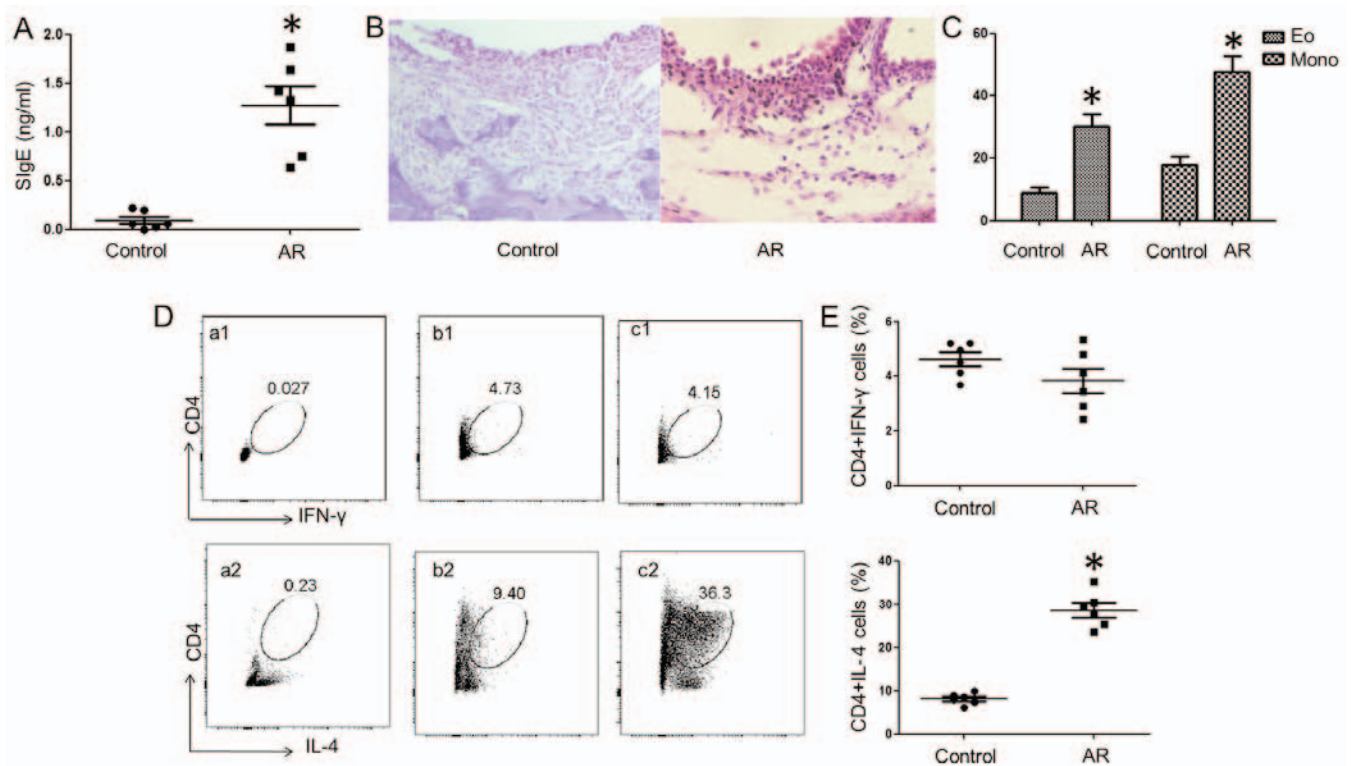 A
SIgE (ng/ml)
2.0
1.5
1.0
0.5
0.0
*
Control
AR
B
Control
AR
C
60
40
20
0
*
*
Eo
Mono
Control
AR
Control
AR
D
a1
0.027
b1
4.73
c1
4.15
CD4
IFN-γ
a2
0.23
b2
9.40
c2
36.3
CD4
IL-4
E
CD4+IFN-γ cells (%)
6
4
2
0
Control
AR
CD4+IL-4 cells (%)
40
30
20
10
0
*
Control
AR